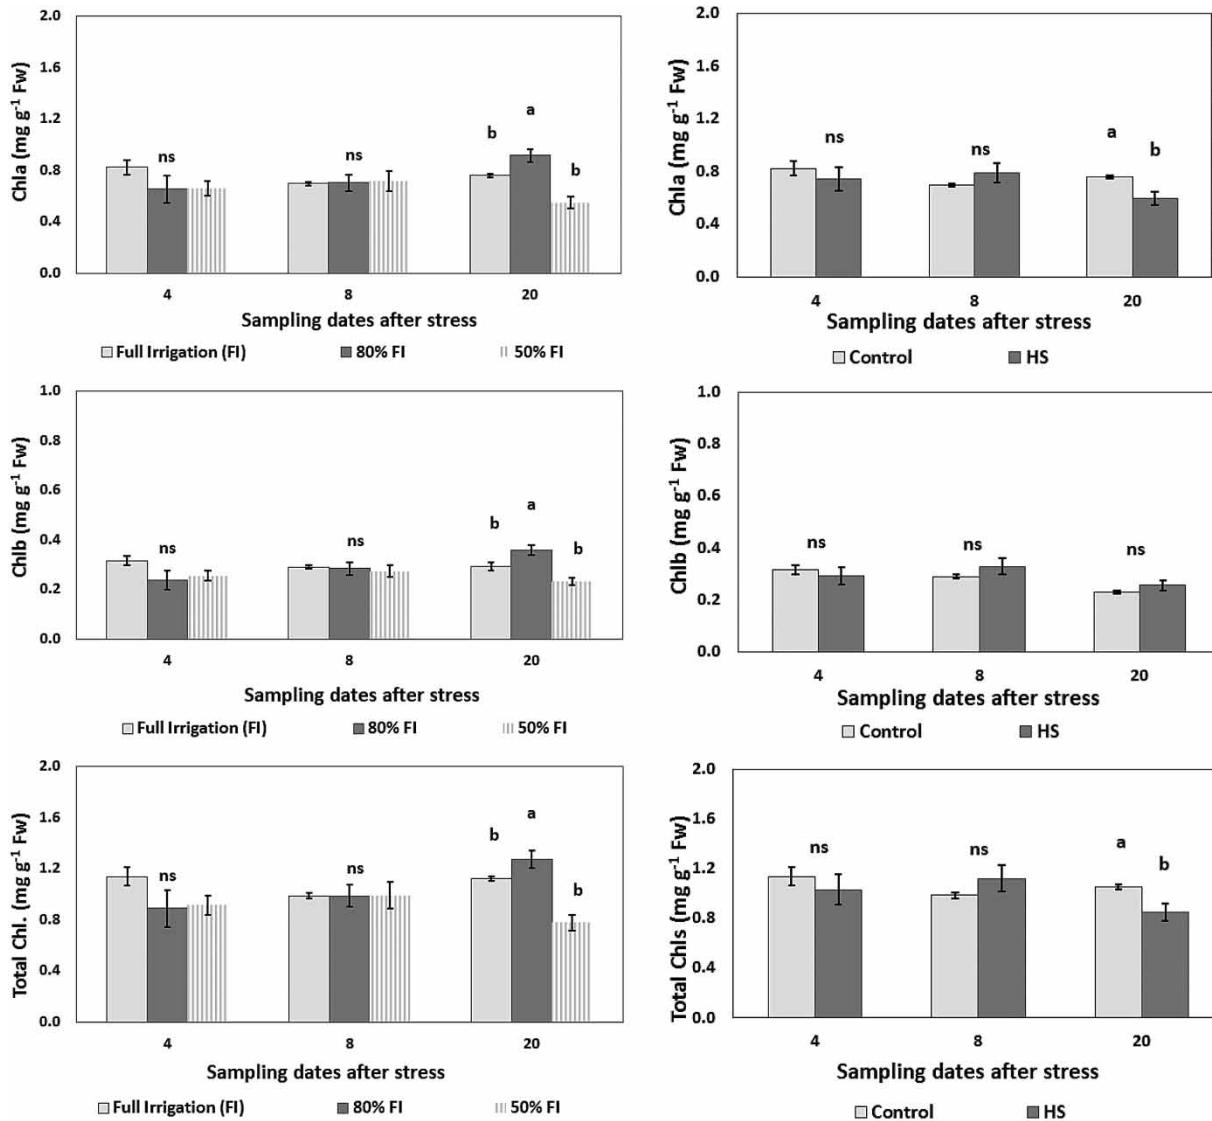 Chla (mg g⁻¹ Fw)
2.0
1.6
1.2
0.8
0.4
0.0
ns
ns
b
a
b
4
8
20
Sampling dates after stress
Full Irrigation (FI)
80% FI
50% FI
Chla (mg g⁻¹ Fw)
2.0
1.6
1.2
0.8
0.4
0.0
ns
ns
a
b
4
8
20
Sampling dates after stress
Control
HS
Chlb (mg g⁻¹ Fw)
1.0
0.8
0.6
0.4
0.2
0.0
ns
ns
b
a
b
4
8
20
Sampling dates after stress
Full Irrigation (FI)
80% FI
50% FI
Chlb (mg g⁻¹ Fw)
1.0
0.8
0.6
0.4
0.2
0.0
ns
ns
ns
4
8
20
Sampling dates after stress
Control
HS
Total Chl. (mg g⁻¹ Fw)
2.0
1.6
1.2
0.8
0.4
0.0
ns
ns
b
a
b
4
8
20
Sampling dates after stress
Full Irrigation (FI)
80% FI
50% FI
Total Chls (mg g⁻¹ Fw)
2.0
1.6
1.2
0.8
0.4
0.0
ns
ns
a
b
4
8
20
Sampling dates after stress
Control
HS